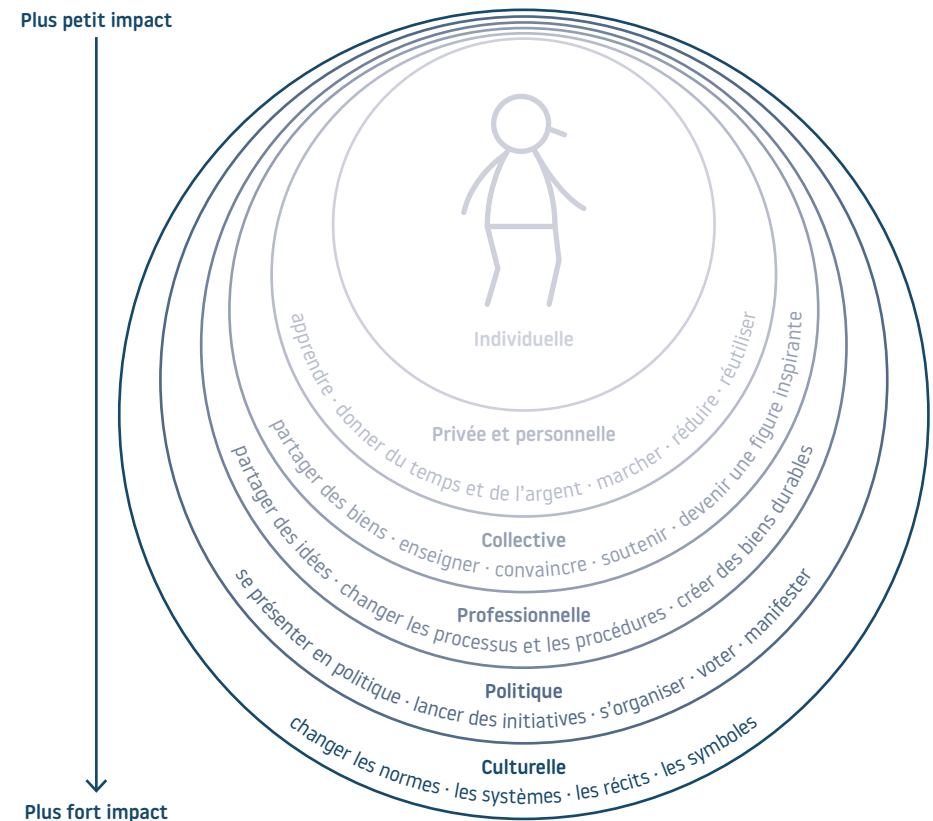 Plus petit impact
Individuelle
Privée et personnelle
apprendre · donner du temps et de l’argent · marcher · réduire · réutiliser
Collective
partager des biens · enseigner · convaincre · soutenir · devenir une figure inspirante
Professionnelle
partager des idées · changer les processus et les procédures · créer des biens durables
Politique
se présenter en politique · lancer des initiatives · s’organiser · voter · manifester
Culturelle
changer les normes · les systèmes · les récits · les symboles
Plus fort impact